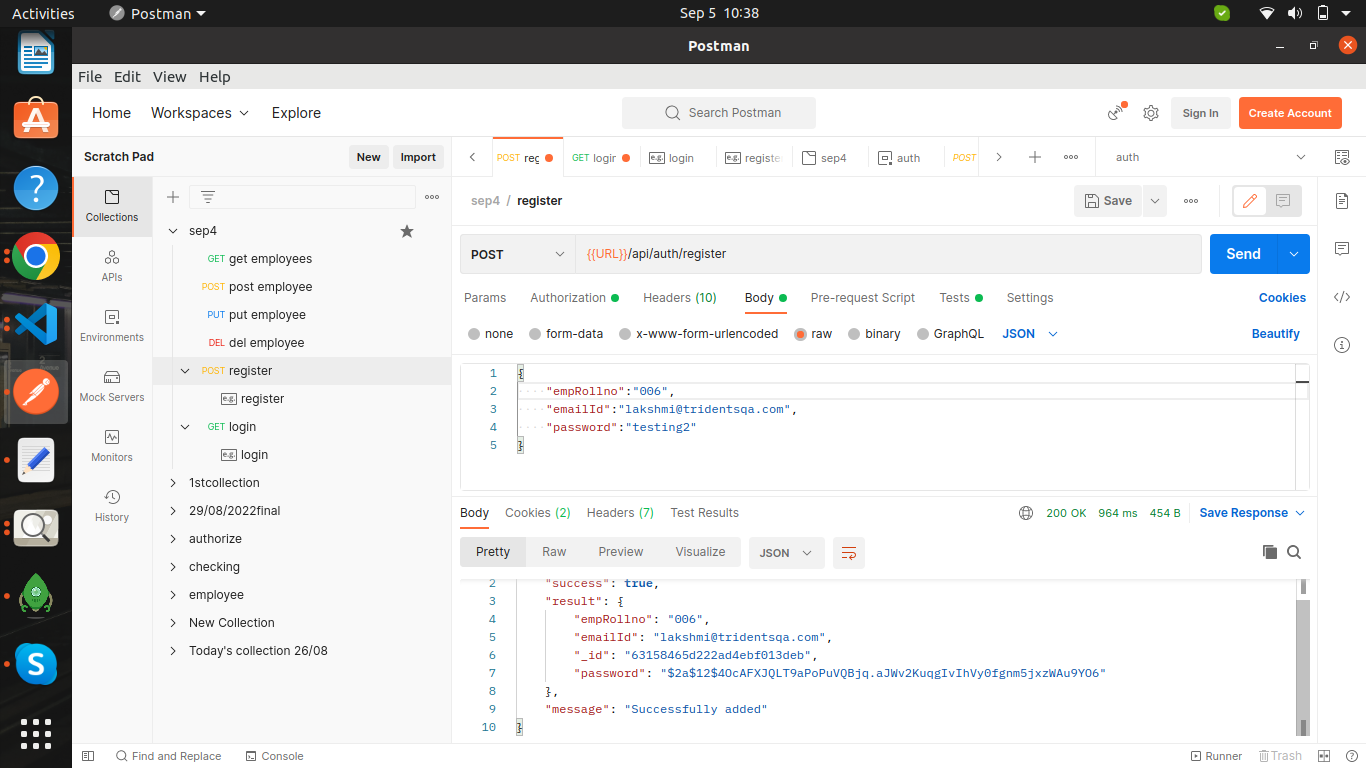 Activities Postman Sep 5 10:38
Postman
File Edit View Help
Home Workspaces Explore Search Postman Sign In Create Account
Scratch Pad New Import POST reg GET login e.g. login e.g. registe sep4 auth POST auth
Collections
APIs
Environments
Mock Servers
Monitors
History
sep4
GET get employees
POST post employee
PUT put employee
DEL del employee
POST register
e.g. register
GET login
e.g. login
1stcollection
29/08/2022final
authorize
checking
employee
New Collection
Today's collection 26/08
sep4 / register Save
POST {{URL}}/api/auth/register Send
Params Authorization Headers (10) Body Pre-request Script Tests Settings Cookies
none form-data x-www-form-urlencoded raw binary GraphQL JSON Beautify
1 {
2 "empRollno":"006",
3 "emailId":"lakshmi@tridentsqa.com",
4 "password":"testing2"
5 }
Body Cookies (2) Headers (7) Test Results 200 OK 964 ms 454 B Save Response
Pretty Raw Preview Visualize JSON
2 "success": true,
3 "result": {
4 "empRollno": "006",
5 "emailId": "lakshmi@tridentsqa.com",
6 "_id": "63158465d222ad4ebf013deb",
7 "password": "$2a$12$4OcAFXJQLT9aPoPuVQBjq.aJWv2KuqgIvIhVy0fgnm5jxzWAu9YO6"
8 },
9 "message": "Successfully added"
10 }
Find and Replace Console Runner Trash